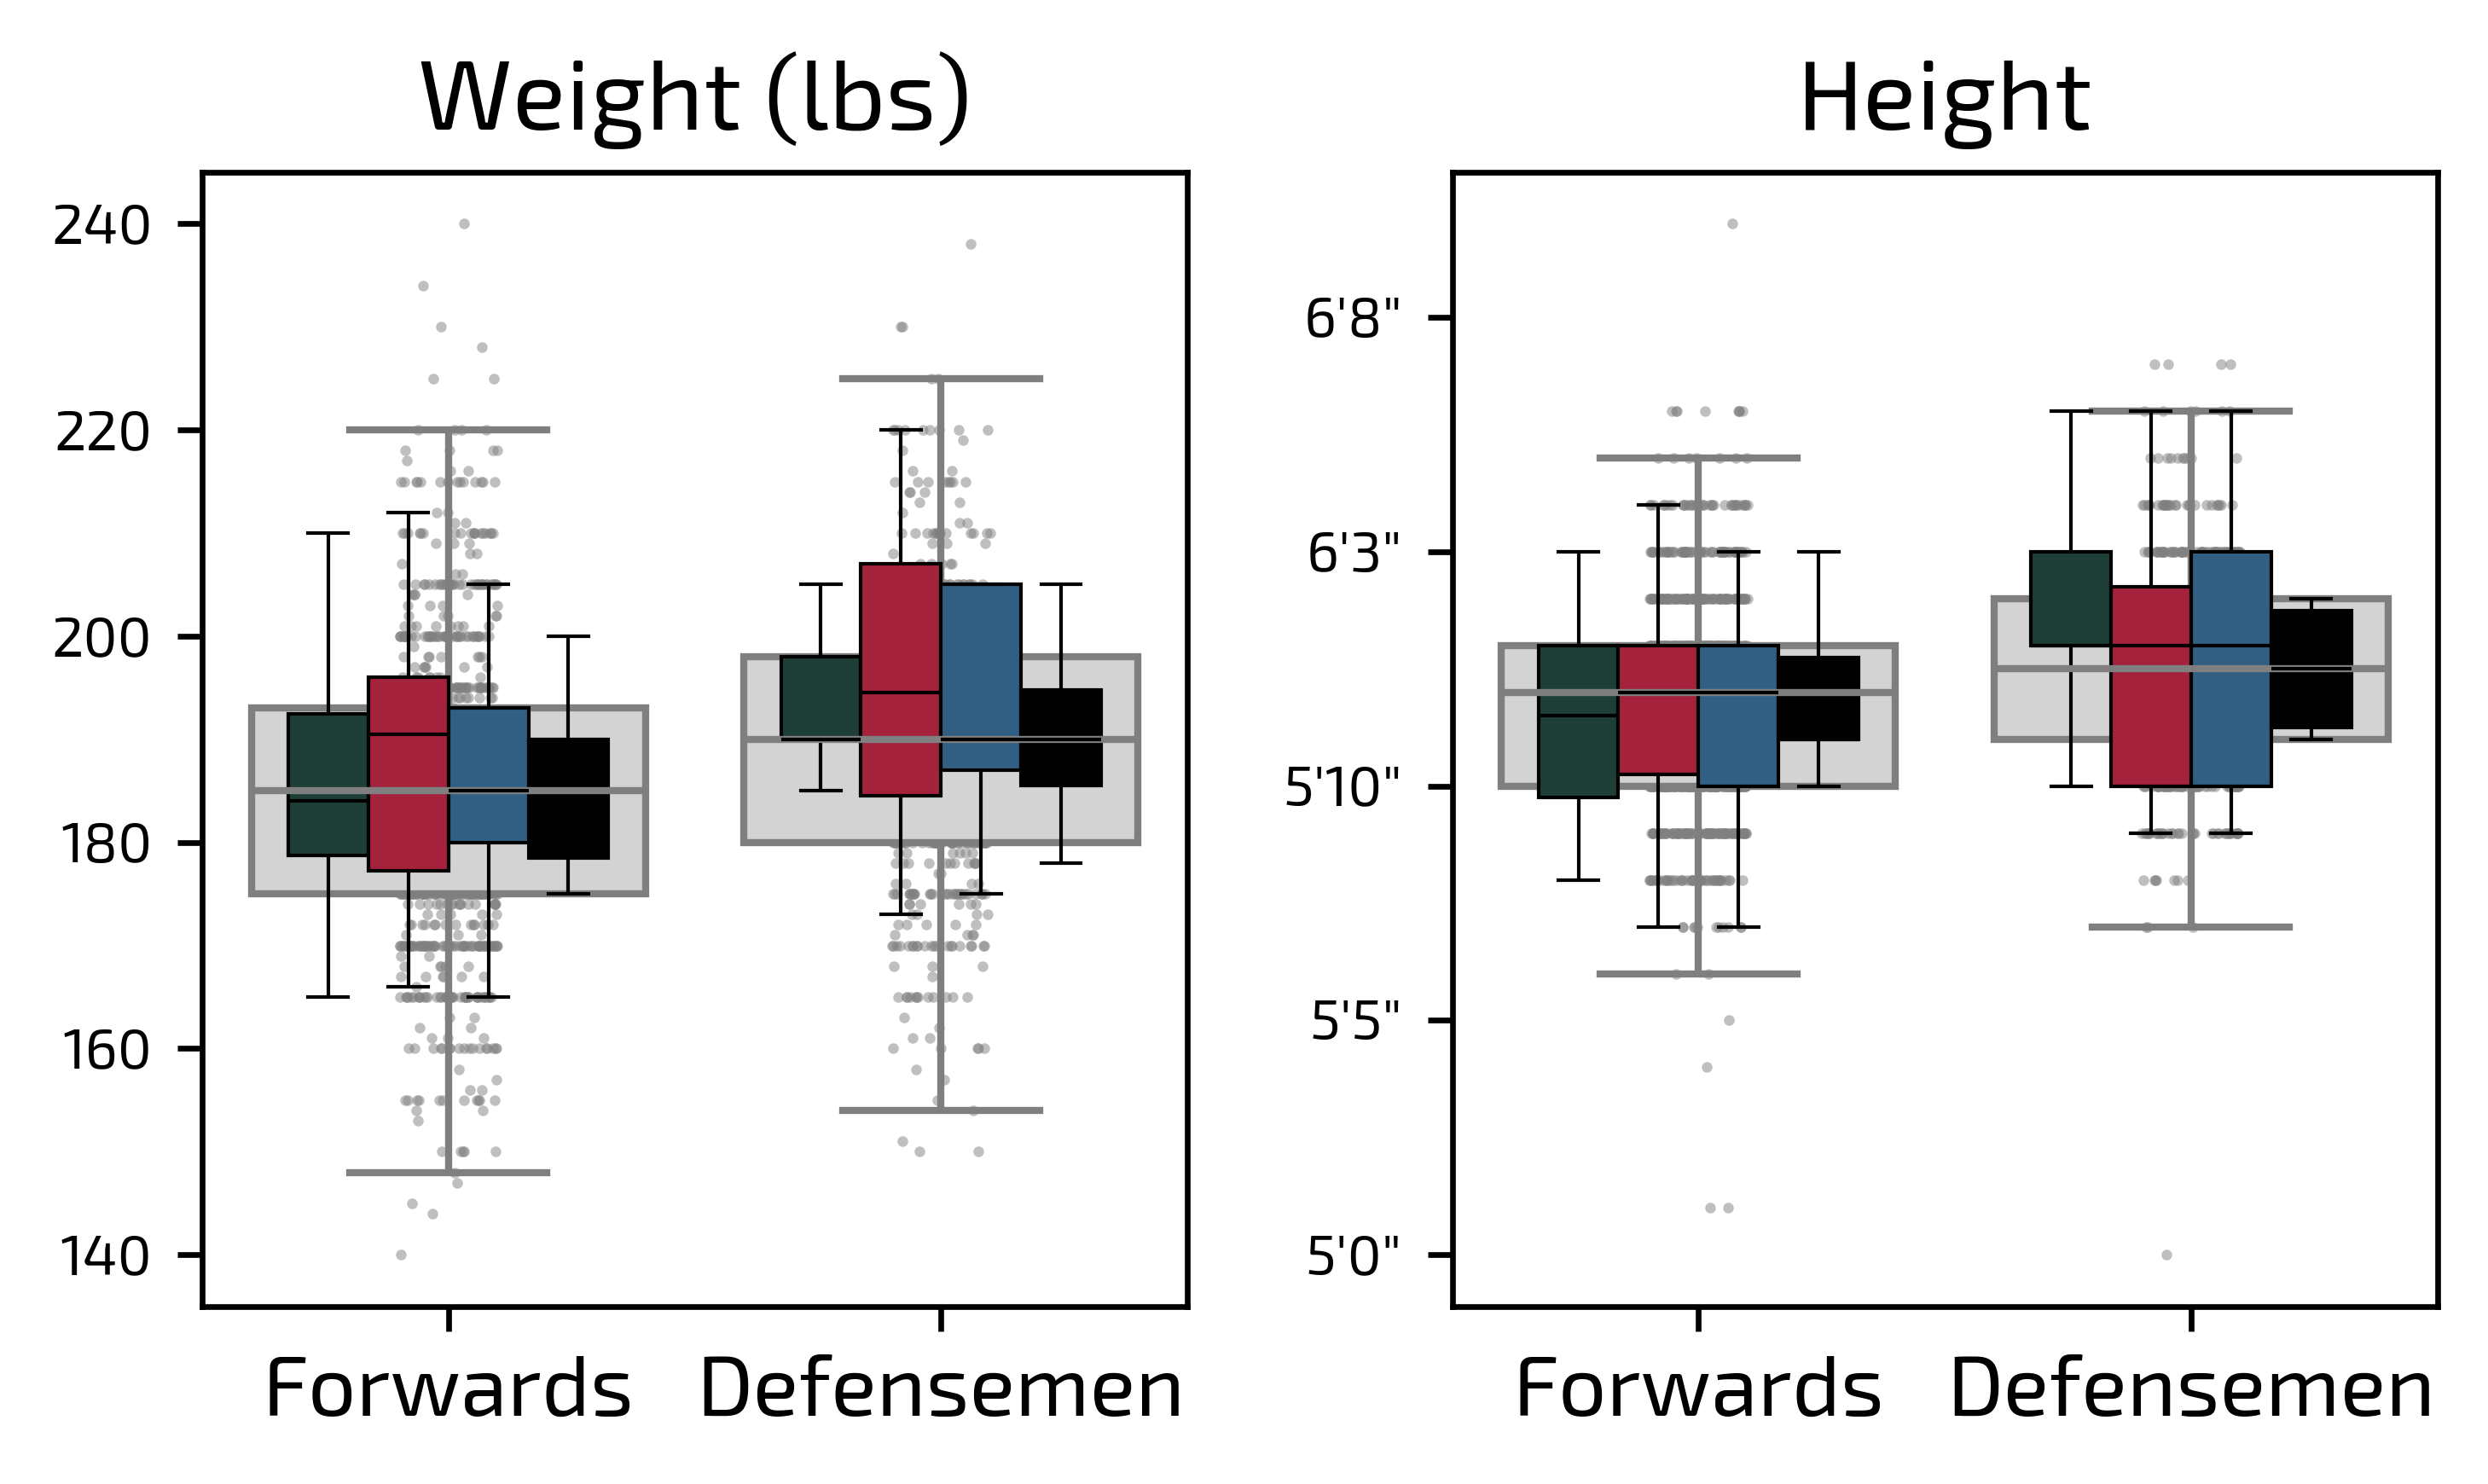 Weight (lbs)
240
220
200
180
160
140
Forwards
Defensemen
Height
6'8"
6'3"
5'10"
5'5"
5'0"
Forwards
Defensemen